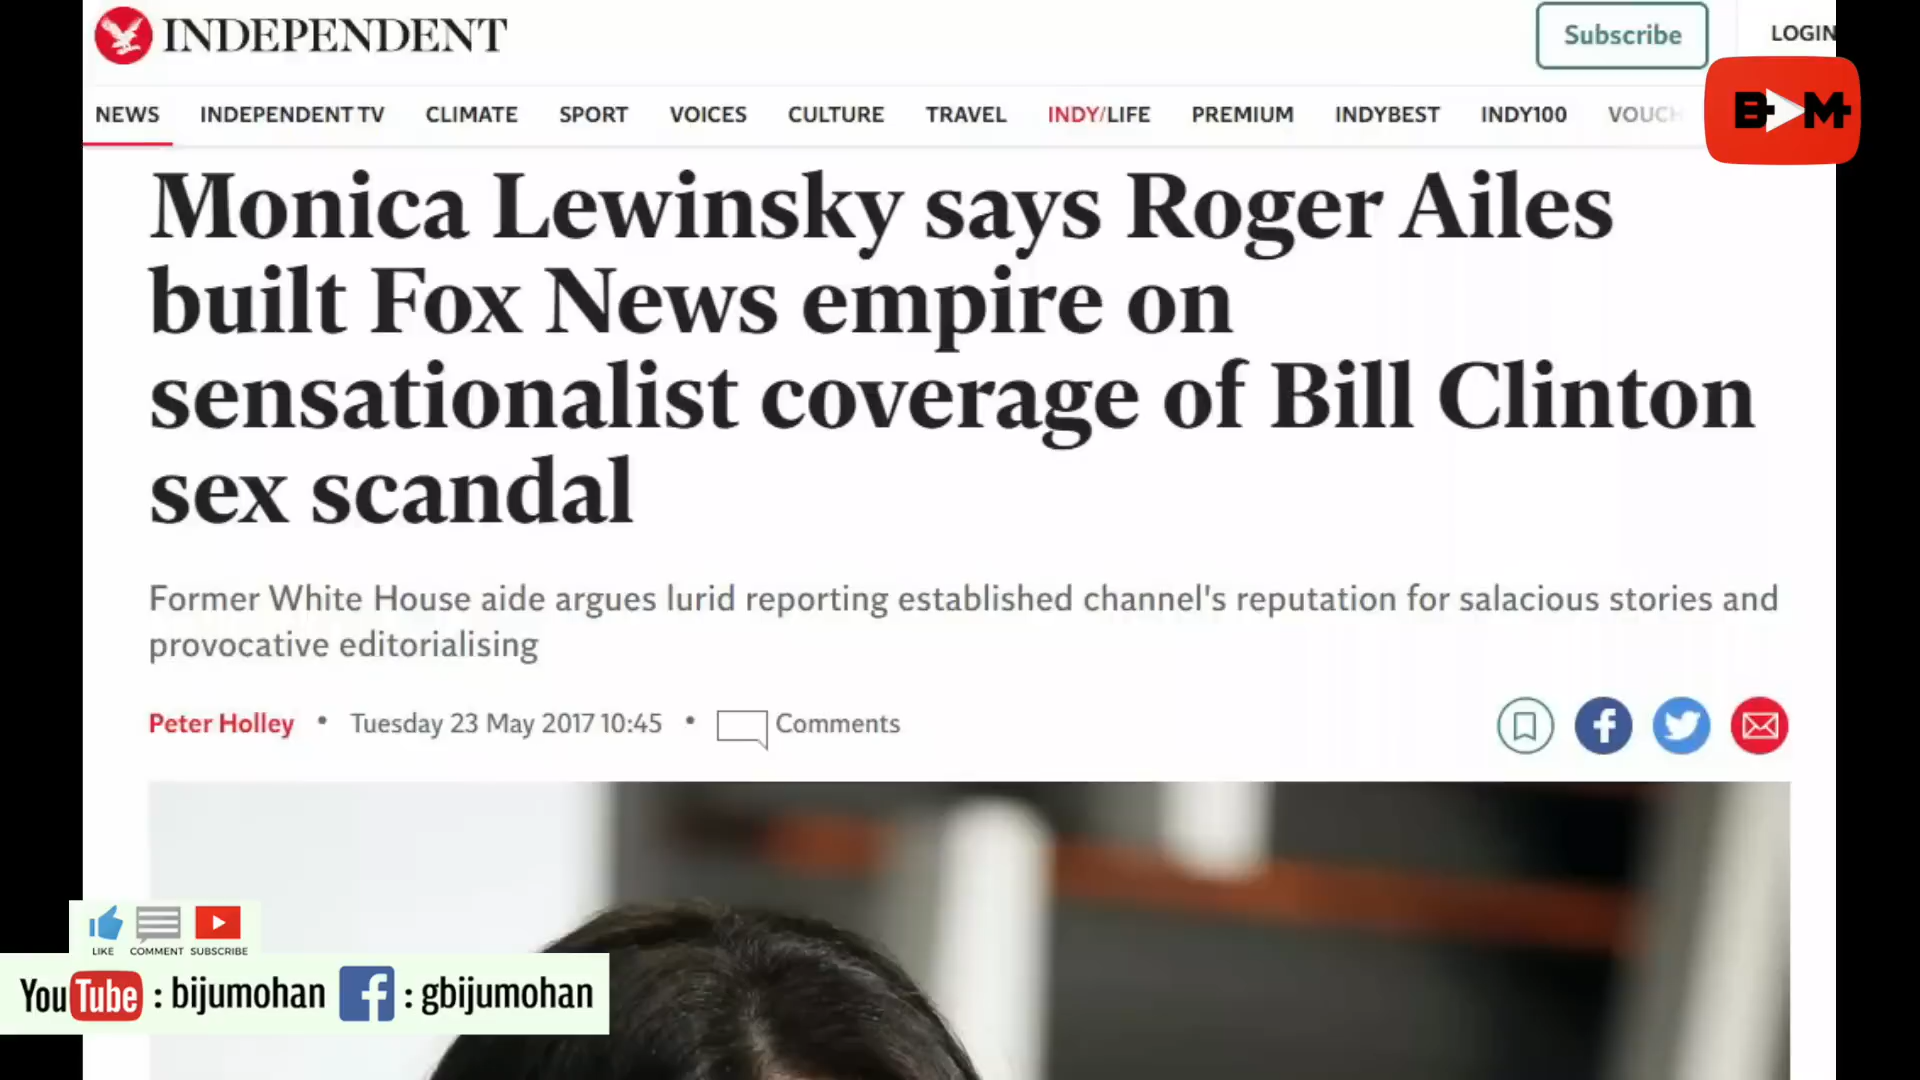 INDEPENDENT
Subscribe
LOGIN
NEWS INDEPENDENT TV CLIMATE SPORT VOICES CULTURE TRAVEL INDY/LIFE PREMIUM INDYBEST INDY100 VOUCH
B M
Monica Lewinsky says Roger Ailes
built Fox News empire on
sensationalist coverage of Bill Clinton
sex scandal
Former White House aide argues lurid reporting established channel's reputation for salacious stories and
provocative editorialising
Peter Holley • Tuesday 23 May 2017 10:45 • Comments
LIKE COMMENT SUBSCRIBE
YouTube : bijumohan f : gbijumohan